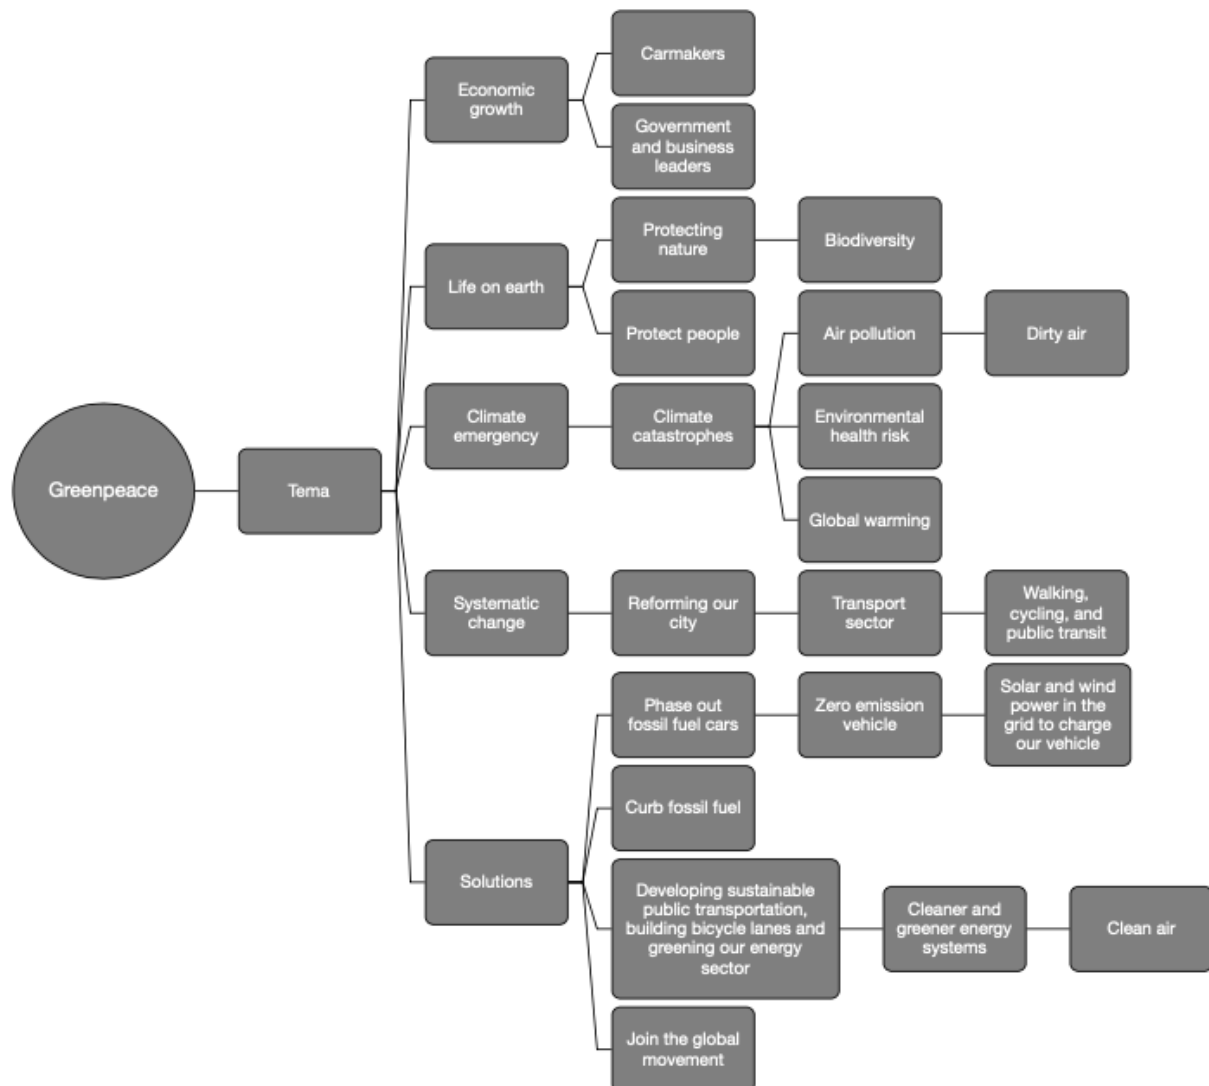 Greenpeace
Tema
Economic
growth
Carmakers
Government
and business
leaders
Life on earth
Protecting
nature
Biodiversity
Protect people
Climate
emergency
Climate
catastrophes
Air pollution
Dirty air
Environmental
health risk
Global warming
Systematic
change
Reforming our
city
Transport
sector
Walking,
cycling, and
public transit
Solutions
Phase out
fossil fuel cars
Zero emission
vehicle
Solar and wind
power in the
grid to charge
our vehicle
Curb fossil fuel
Developing sustainable
public transportation,
building bicycle lanes and
greening our energy
sector
Cleaner and
greener energy
systems
Clean air
Join the global
movement